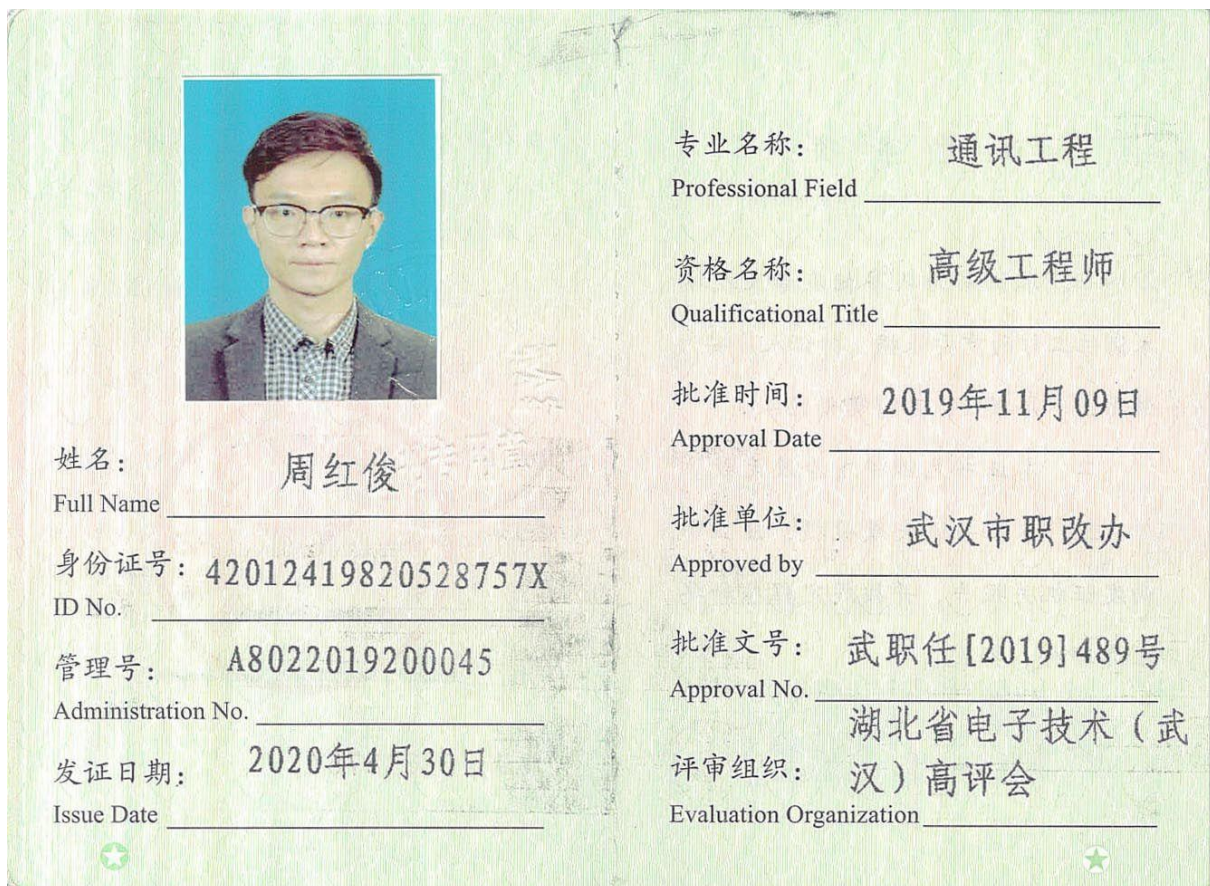 姓名： 周红俊
Full Name
身份证号： 42012419820528757X
ID No.
管理号： A8022019200045
Administration No.
发证日期： 2020年4月30日
Issue Date
专业名称： 通讯工程
Professional Field
资格名称： 高级工程师
Qualificational Title
批准时间： 2019年11月09日
Approval Date
批准单位： 武汉市职改办
Approved by
批准文号： 武职任[2019]489号
Approval No.
湖北省电子技术（武
评审组织： 汉）高评会
Evaluation Organization